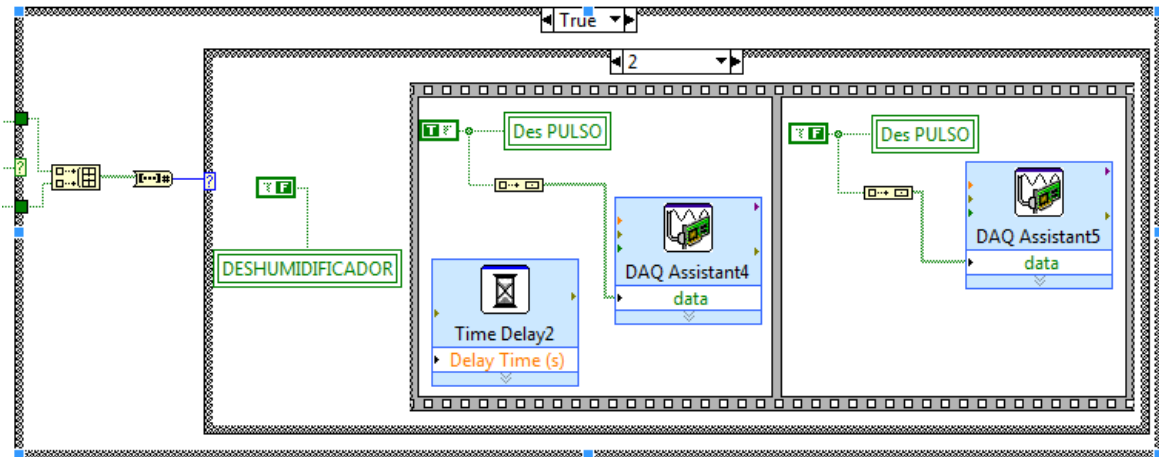 True
2
T
Des PULSO
F
Des PULSO
?
?
F
DESHUMIDIFICADOR
DAQ Assistant4
data
DAQ Assistant5
data
Time Delay2
Delay Time (s)